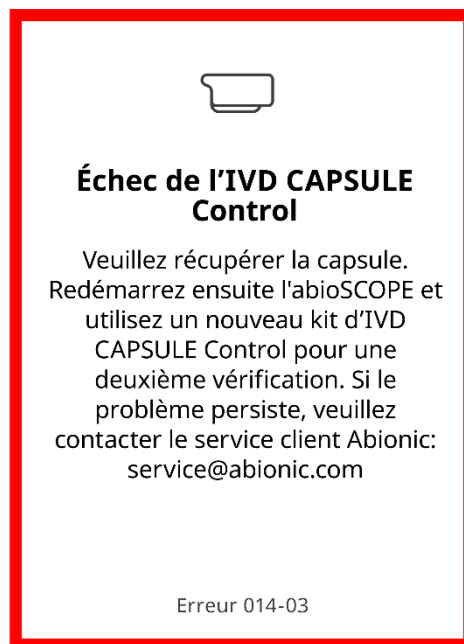 Échec de l’IVD CAPSULE
Control
Veuillez récupérer la capsule.
Redémarrez ensuite l'abioSCOPE et
utilisez un nouveau kit d’IVD
CAPSULE Control pour une
deuxième vérification. Si le
problème persiste, veuillez
contacter le service client Abionic:
service@abionic.com
Erreur 014-03